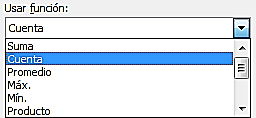 Usar función:
Cuenta
Suma
Cuenta
Promedio
Máx.
Mín.
Producto